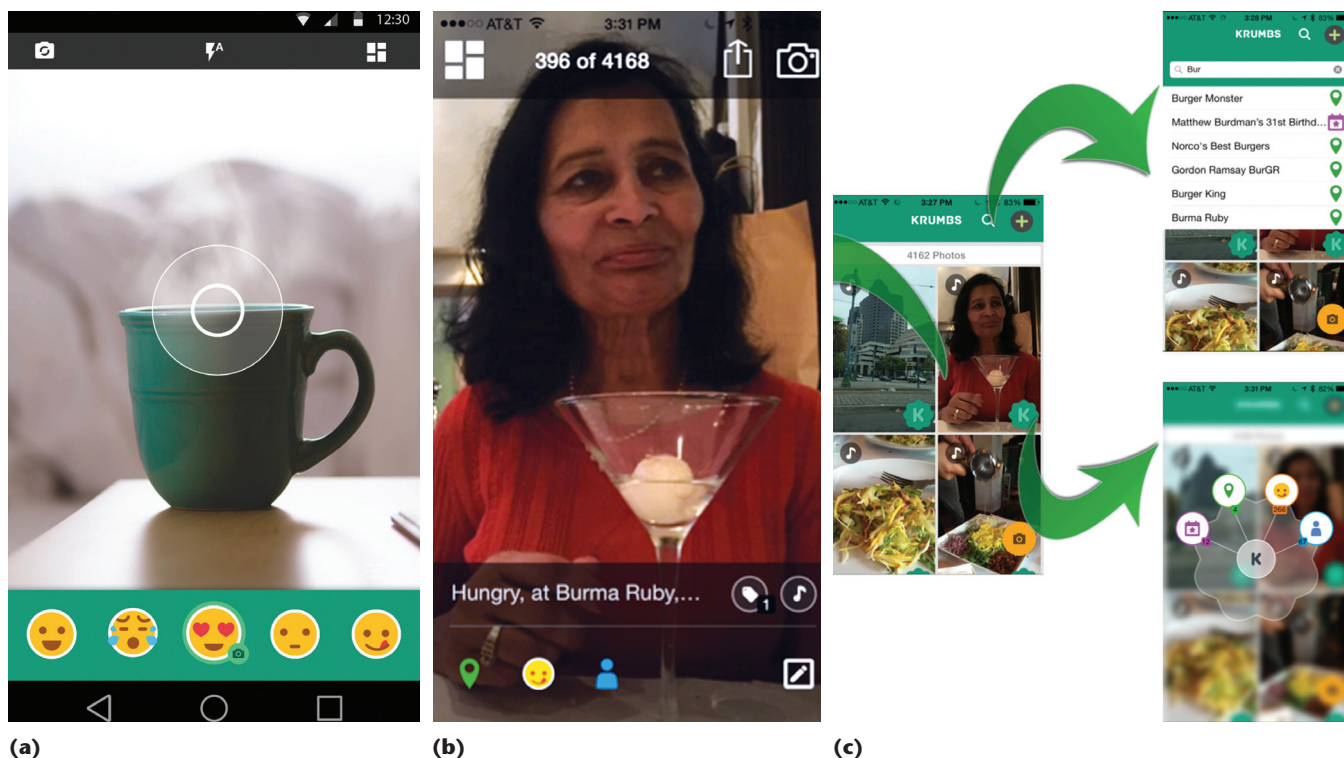 12:30
A
(a)
AT&T 3:31 PM
396 of 4168
Hungry, at Burma Ruby,...
1
(b)
AT&T 3:27 PM 83%
KRUMBS
4162 Photos
K
K
AT&T 3:28 PM 83%
KRUMBS
Bur
Burger Monster
Matthew Burdman's 31st Birthd...
Norco's Best Burgers
Gordon Ramsay BurGR
Burger King
Burma Ruby
K
K
AT&T 3:31 PM 82%
4
266
12
67
K
(c)